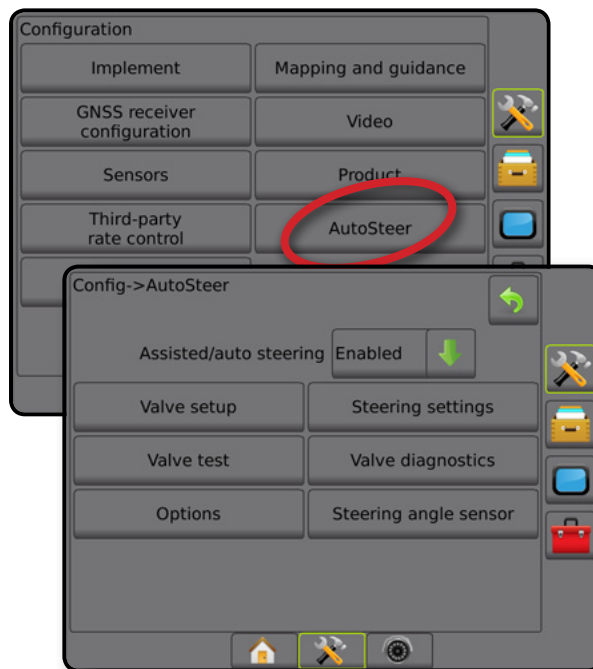 Configuration
Implement
Mapping and guidance
GNSS receiver
configuration
Video
Sensors
Product
Third-party
rate control
AutoSteer
Config->AutoSteer
Assisted/auto steering
Enabled
Valve setup
Steering settings
Valve test
Valve diagnostics
Options
Steering angle sensor